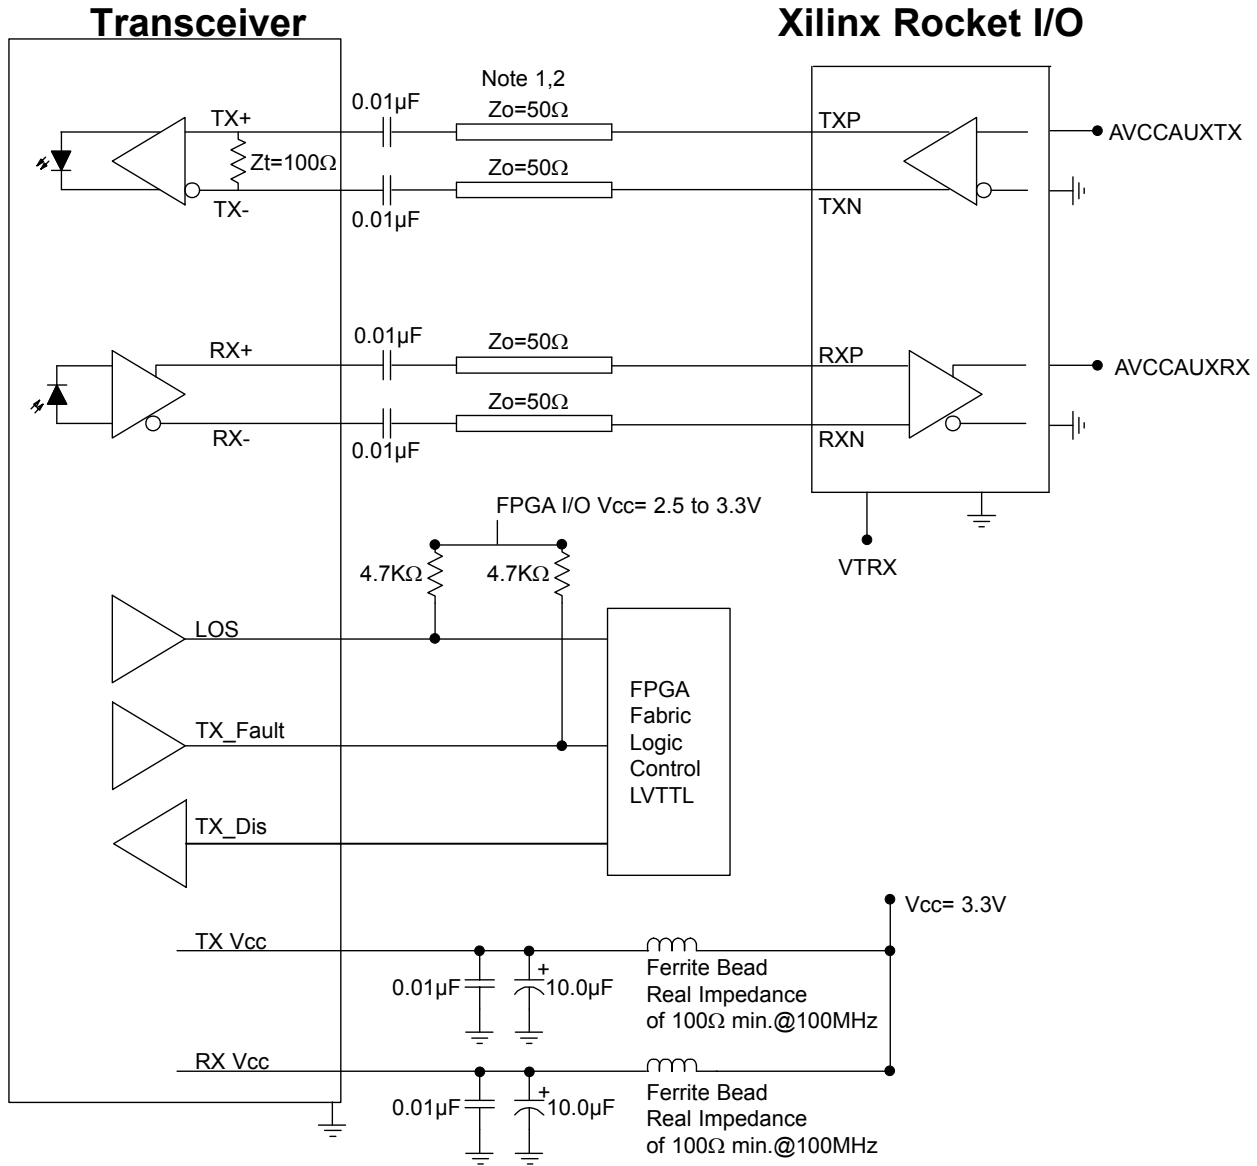 Transceiver
Xilinx Rocket I/O
Note 1,2
0.01µF
Zo=50Ω
TX+
TXP
AVCCAUXTX
Zt=100Ω
Zo=50Ω
TX-
0.01µF
TXN
0.01µF
Zo=50Ω
RX+
RXP
AVCCAUXRX
Zo=50Ω
RX-
0.01µF
RXN
FPGA I/O Vcc= 2.5 to 3.3V
4.7KΩ
4.7KΩ
VTRX
LOS
FPGA
Fabric
Logic
Control
LVTTL
TX_Fault
TX_Dis
Vcc= 3.3V
TX Vcc
0.01µF
+
10.0µF
Ferrite Bead
Real Impedance
of 100Ω min.@100MHz
RX Vcc
0.01µF
+
10.0µF
Ferrite Bead
Real Impedance
of 100Ω min.@100MHz